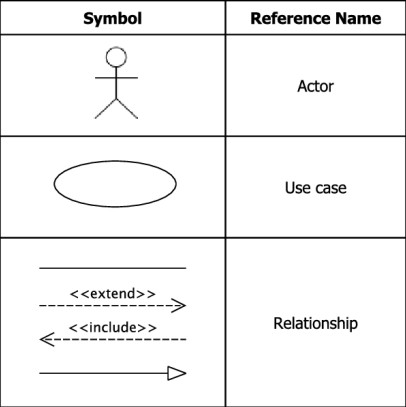 Symbol Reference Name
Actor
Use case
<<extend>>
<<include>>
Relationship